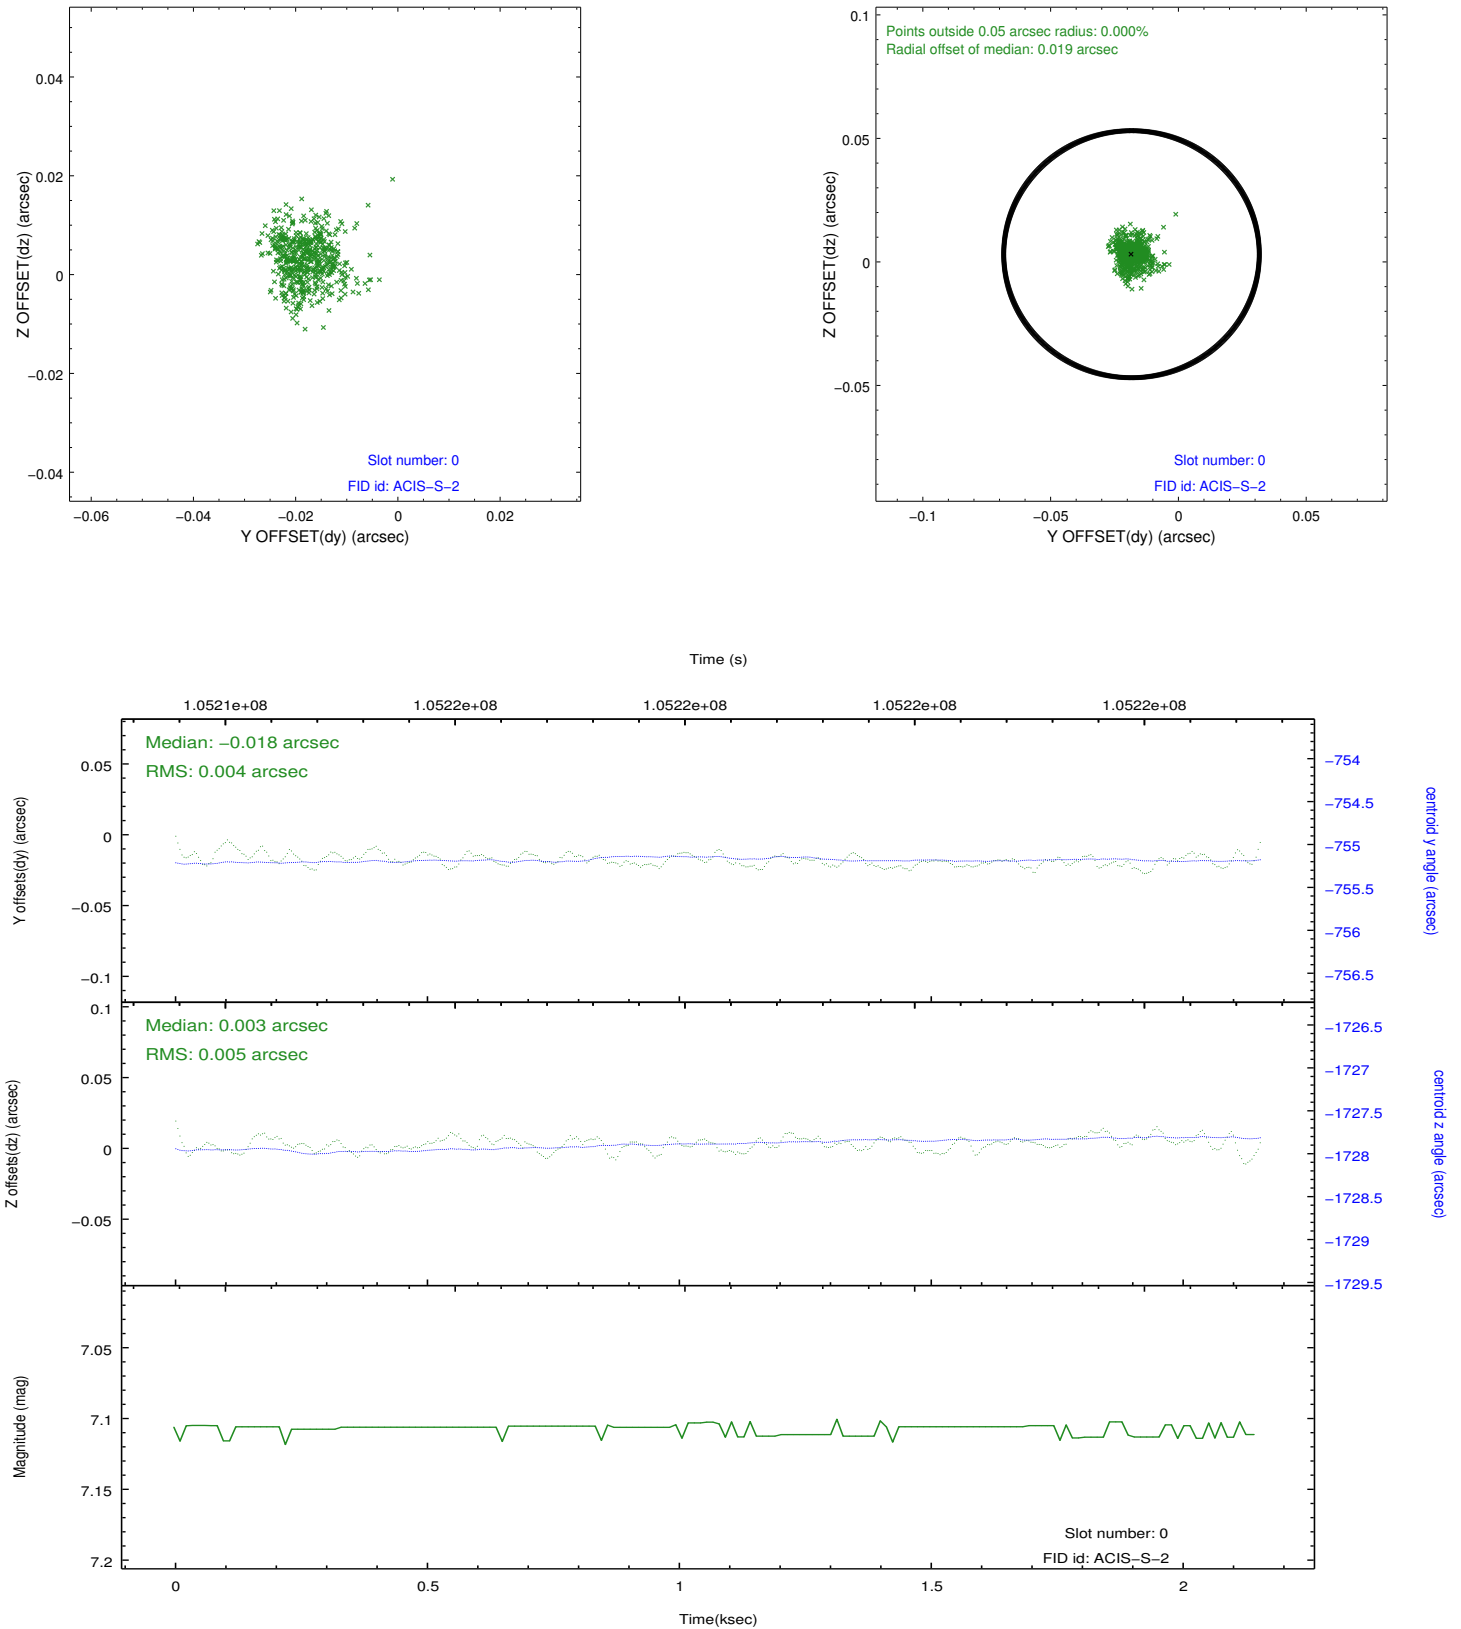 0.04
0.02
0
−0.02
−0.04
Z OFFSET(dz) (arcsec)
Slot number: 0
FID id: ACIS−S−2
−0.06
−0.04
−0.02
0
0.02
Y OFFSET(dy) (arcsec)
0.1
0.05
0
−0.05
Z OFFSET(dz) (arcsec)
Points outside 0.05 arcsec radius: 0.000%
Radial offset of median: 0.019 arcsec
Slot number: 0
FID id: ACIS−S−2
−0.1
−0.05
0
0.05
Y OFFSET(dy) (arcsec)
Time (s)
1.0521e+08
1.0522e+08
1.0522e+08
1.0522e+08
1.0522e+08
Median: −0.018 arcsec
RMS: 0.004 arcsec
0.05
0
−0.05
−0.1
Y offsets(dy) (arcsec)
−754
−754.5
−755
−755.5
−756
−756.5
centroid y angle (arcsec)
Median: 0.003 arcsec
RMS: 0.005 arcsec
0.1
0.05
0
−0.05
Z offsets(dz) (arcsec)
−1726.5
−1727
−1727.5
−1728
−1728.5
−1729
−1729.5
centroid z angle (arcsec)
7.05
7.1
7.15
7.2
Magnitude (mag)
Slot number: 0
FID id: ACIS−S−2
0
0.5
1
1.5
2
Time(ksec)